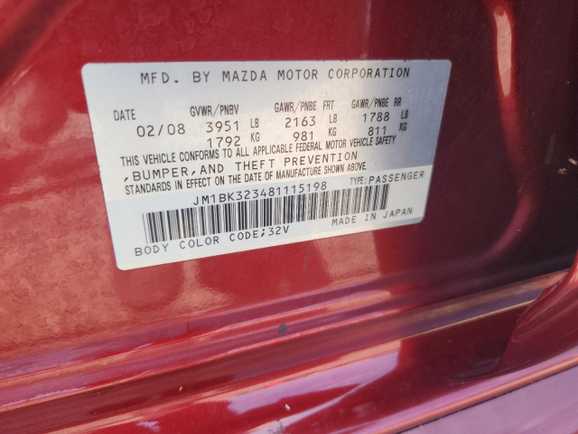 MFD. BY MAZDA MOTOR CORPORATION
DATE GVWR/PNBV GAWR/PNBE FRT GAWR/PNBE RR
02/08 3951 LB 2163 LB 1788 LB
1792 KG 981 KG 811 KG
THIS VEHICLE CONFORMS TO ALL APPLICABLE FEDERAL MOTOR VEHICLE SAFETY
,BUMPER,AND THEFT PREVENTION
STANDARDS IN EFFECT ON THE DATE OF MANUFACTURE SHOWN ABOVE.
JM1BK323481115198 TYPE:PASSENGER
BODY COLOR CODE;32V MADE IN JAPAN